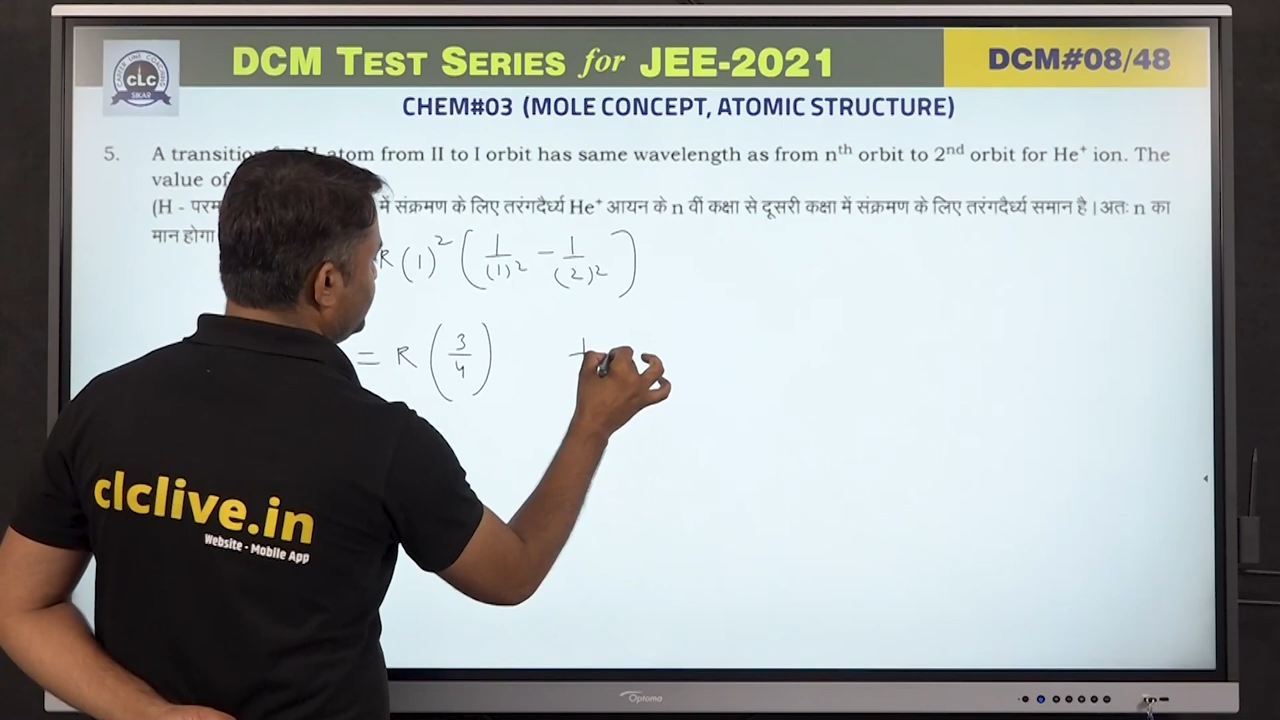 DCM TEST SERIES for JEE-2021
DCM#08/48
CAREER LINE COACHING
CLC
SIKAR
CHEM#03 (MOLE CONCEPT, ATOMIC STRUCTURE)
5. A transition atom from II to I orbit has same wavelength as from nᵗʰ orbit to 2ⁿᵈ orbit for He⁺ ion. The
value of
(H - में संक्रमण के लिए तरंगदैर्ध्य He⁺ आयन के n वीं कक्षा से दूसरी कक्षा में संक्रमण के लिए तरंगदैर्ध्य समान है। अतः n का
मान होगा
R (1)² (1/(1)² − 1/(2)²)
= R (3/4)
clclive.in
Website - Mobile App
Optoma